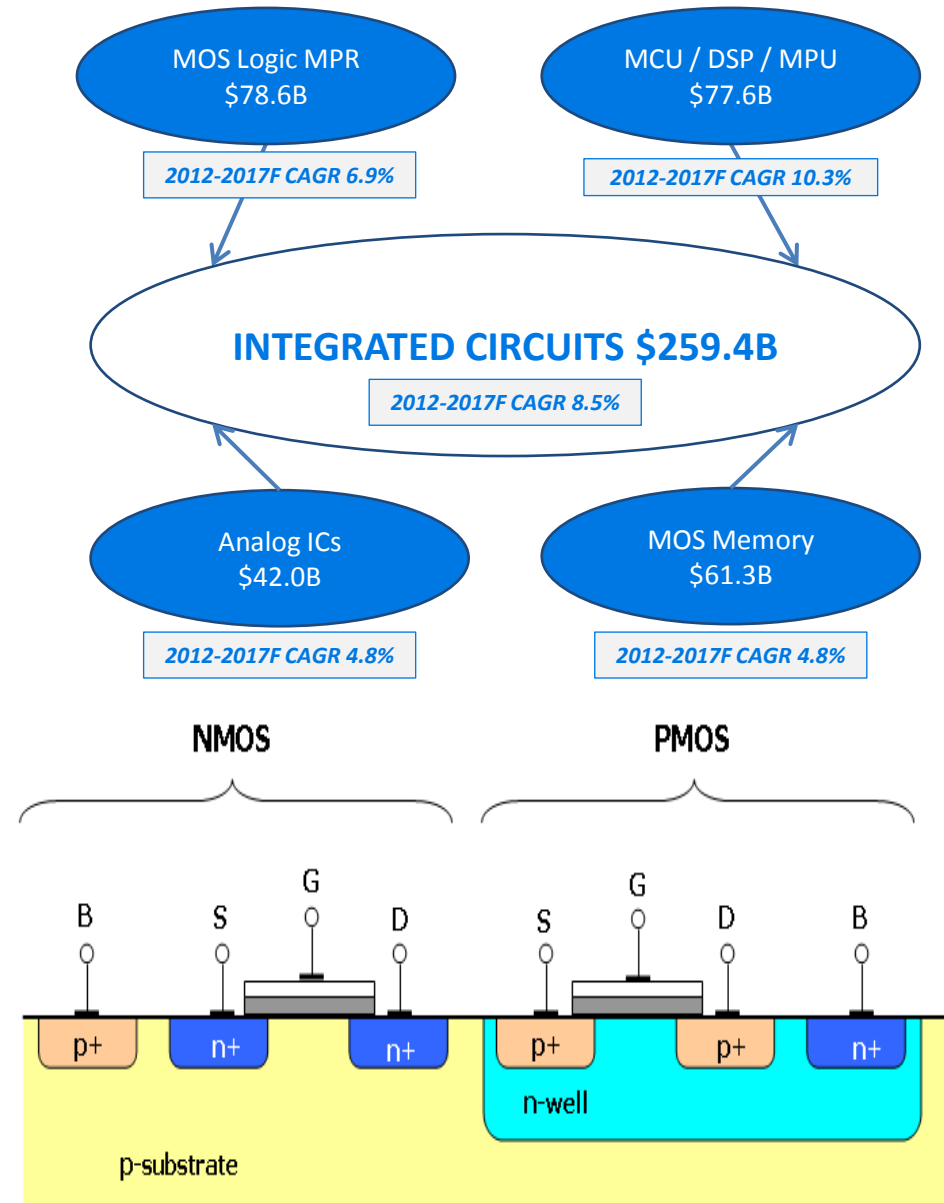 MOS Logic MPR
$78.6B
MCU / DSP / MPU
$77.6B
2012-2017F CAGR 6.9%
2012-2017F CAGR 10.3%
INTEGRATED CIRCUITS $259.4B
2012-2017F CAGR 8.5%
Analog ICs
$42.0B
MOS Memory
$61.3B
2012-2017F CAGR 4.8%
2012-2017F CAGR 4.8%
NMOS
PMOS
B
S
G
D
S
G
D
B
p+
n+
n+
p+
p+
n+
n-well
p-substrate